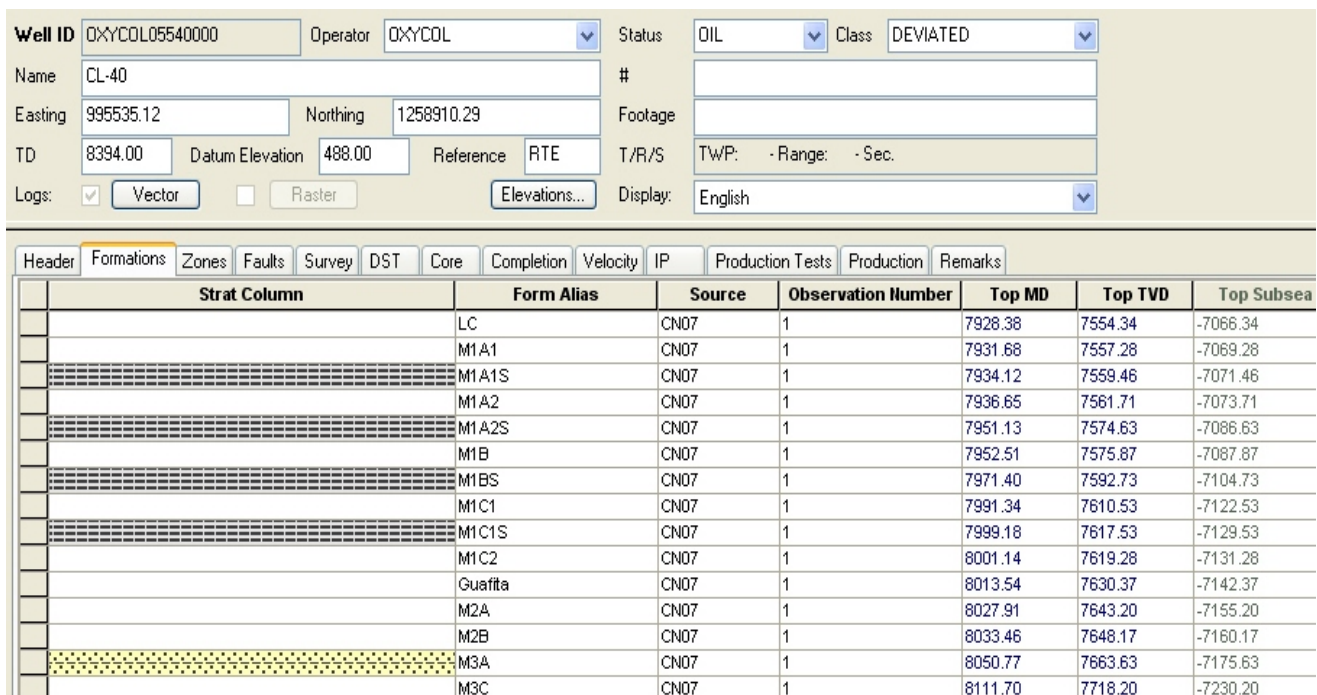 Well ID OXYCOL05540000 Operator OXYCOL Status OIL Class DEVIATED
Name CL-40 #
Easting 995535.12 Northing 1258910.29 Footage
TD 8394.00 Datum Elevation 488.00 Reference RTE T/R/S TWP: - Range: - Sec.
Logs: Vector Raster Elevations... Display: English
Header Formations Zones Faults Survey DST Core Completion Velocity IP Production Tests Production Remarks
Strat Column Form Alias Source Observation Number Top MD Top TVD Top Subsea
LC CN07 1 7928.38 7554.34 -7066.34
M1A1 CN07 1 7931.68 7557.28 -7069.28
M1A1S CN07 1 7934.12 7559.46 -7071.46
M1A2 CN07 1 7936.65 7561.71 -7073.71
M1A2S CN07 1 7951.13 7574.63 -7086.63
M1B CN07 1 7952.51 7575.87 -7087.87
M1BS CN07 1 7971.40 7592.73 -7104.73
M1C1 CN07 1 7991.34 7610.53 -7122.53
M1C1S CN07 1 7999.18 7617.53 -7129.53
M1C2 CN07 1 8001.14 7619.28 -7131.28
Guafita CN07 1 8013.54 7630.37 -7142.37
M2A CN07 1 8027.91 7643.20 -7155.20
M2B CN07 1 8033.46 7648.17 -7160.17
M3A CN07 1 8050.77 7663.63 -7175.63
M3C CN07 1 8111.70 7718.20 -7230.20